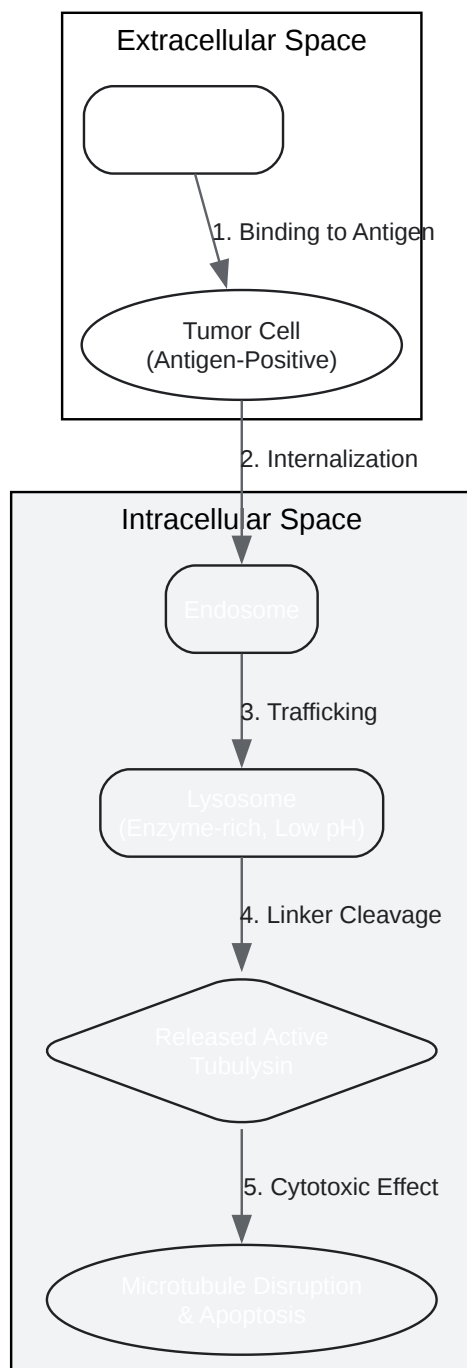 Extracellular Space
1. Binding to Antigen
Tumor Cell
(Antigen-Positive)
2. Internalization
Intracellular Space
Endosome
3. Trafficking
Lysosome
(Enzyme-rich, Low pH)
4. Linker Cleavage
Released Active
Tubulysin
5. Cytotoxic Effect
Microtubule Disruption
& Apoptosis